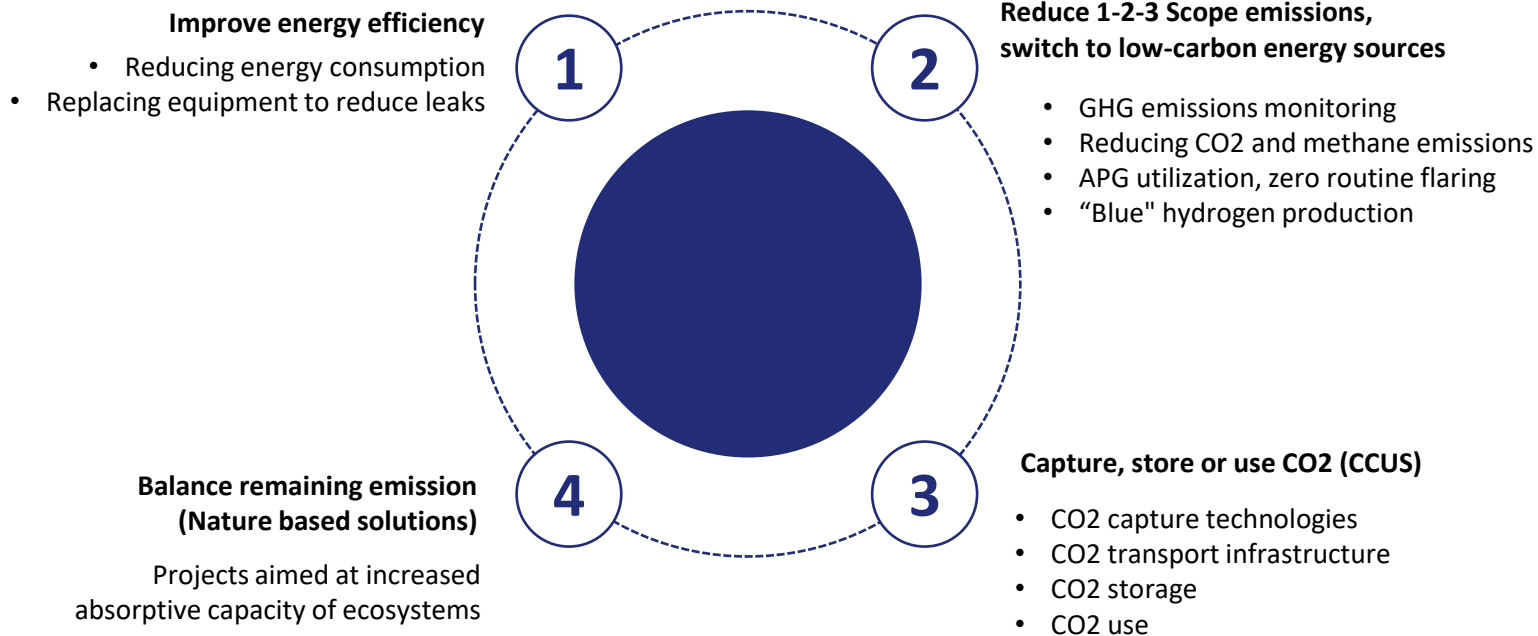 Improve energy efficiency
• Reducing energy consumption
• Replacing equipment to reduce leaks
1
2
Reduce 1-2-3 Scope emissions,
switch to low-carbon energy sources
• GHG emissions monitoring
• Reducing CO2 and methane emissions
• APG utilization, zero routine flaring
• “Blue" hydrogen production
Balance remaining emission
(Nature based solutions)
Projects aimed at increased
absorptive capacity of ecosystems
4
3
Capture, store or use CO2 (CCUS)
• CO2 capture technologies
• CO2 transport infrastructure
• CO2 storage
• CO2 use